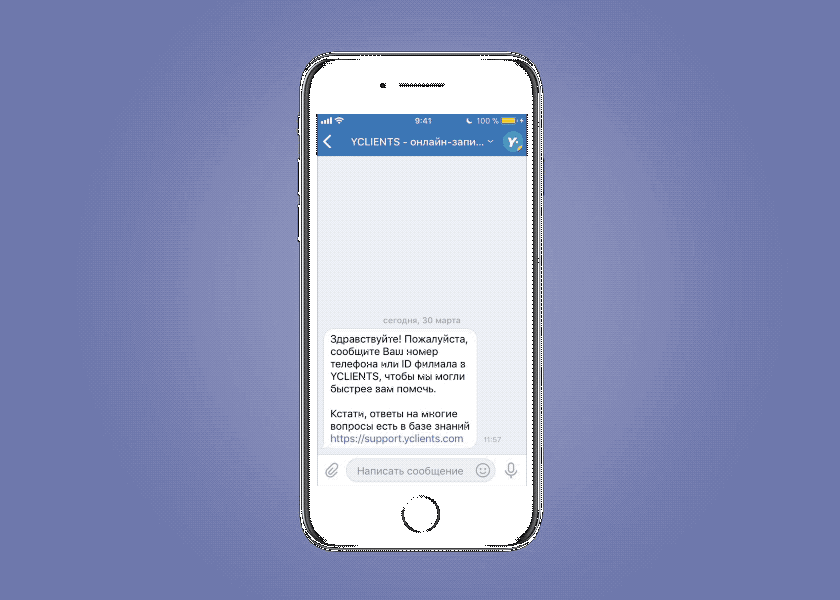 9:41
100 %
YCLIENTS - онлайн-запи...
Y
сегодня, 30 марта
Здравствуйте! Пожалуйста,
сообщите Ваш номер
телефона или ID филиала в
YCLIENTS, чтобы мы могли
быстрее вам помочь.
Кстати, ответы на многие
вопросы есть в базе знаний
https://support.yclients.com
11:57
Написать сообщение